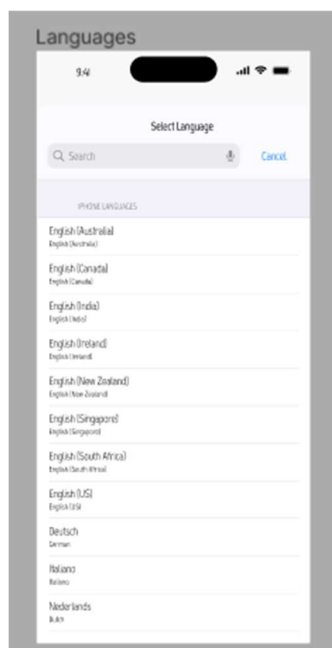 Languages
9:41
Select Language
Search
Cancel
IPHONE LANGUAGES
English (Australia)
English (Australia)
English (Canada)
English (Canada)
English (India)
English (India)
English (Ireland)
English (Ireland)
English (New Zealand)
English (New Zealand)
English (Singapore)
English (Singapore)
English (South Africa)
English (South Africa)
English (US)
English (US)
Deutsch
German
Italiano
Italiano
Nederlands
Dutch